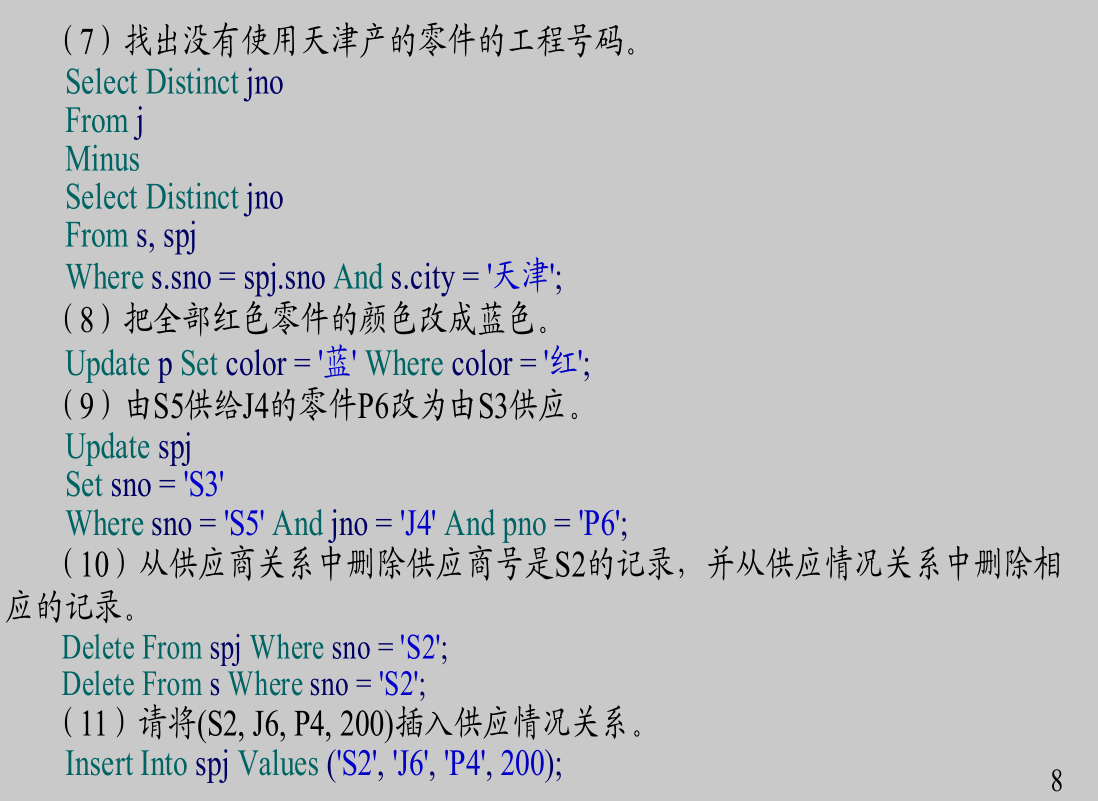 （7）找出没有使用天津产的零件的工程号码。
Select Distinct jno
From j
Minus
Select Distinct jno
From s, spj
Where s.sno = spj.sno And s.city = '天津';
（8）把全部红色零件的颜色改成蓝色。
Update p Set color = '蓝' Where color = '红';
（9）由S5供给J4的零件P6改为由S3供应。
Update spj
Set sno = 'S3'
Where sno = 'S5' And jno = 'J4' And pno = 'P6';
（10）从供应商关系中删除供应商号是S2的记录，并从供应情况关系中删除相
应的记录。
Delete From spj Where sno = 'S2';
Delete From s Where sno = 'S2';
（11）请将(S2, J6, P4, 200)插入供应情况关系。
Insert Into spj Values ('S2', 'J6', 'P4', 200);
8